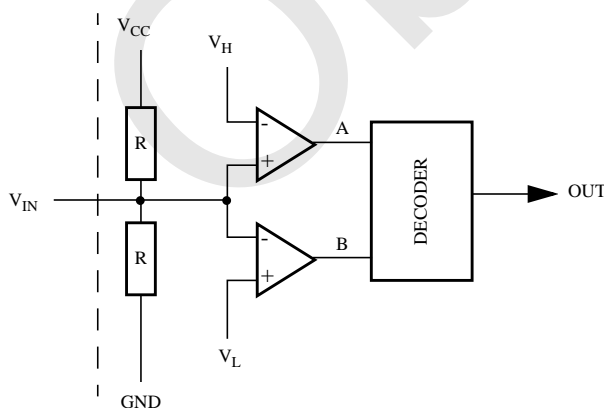 V_CC
V_H
-
A
R
+
V_IN
DECODER
OUT
-
B
R
+
V_L
GND